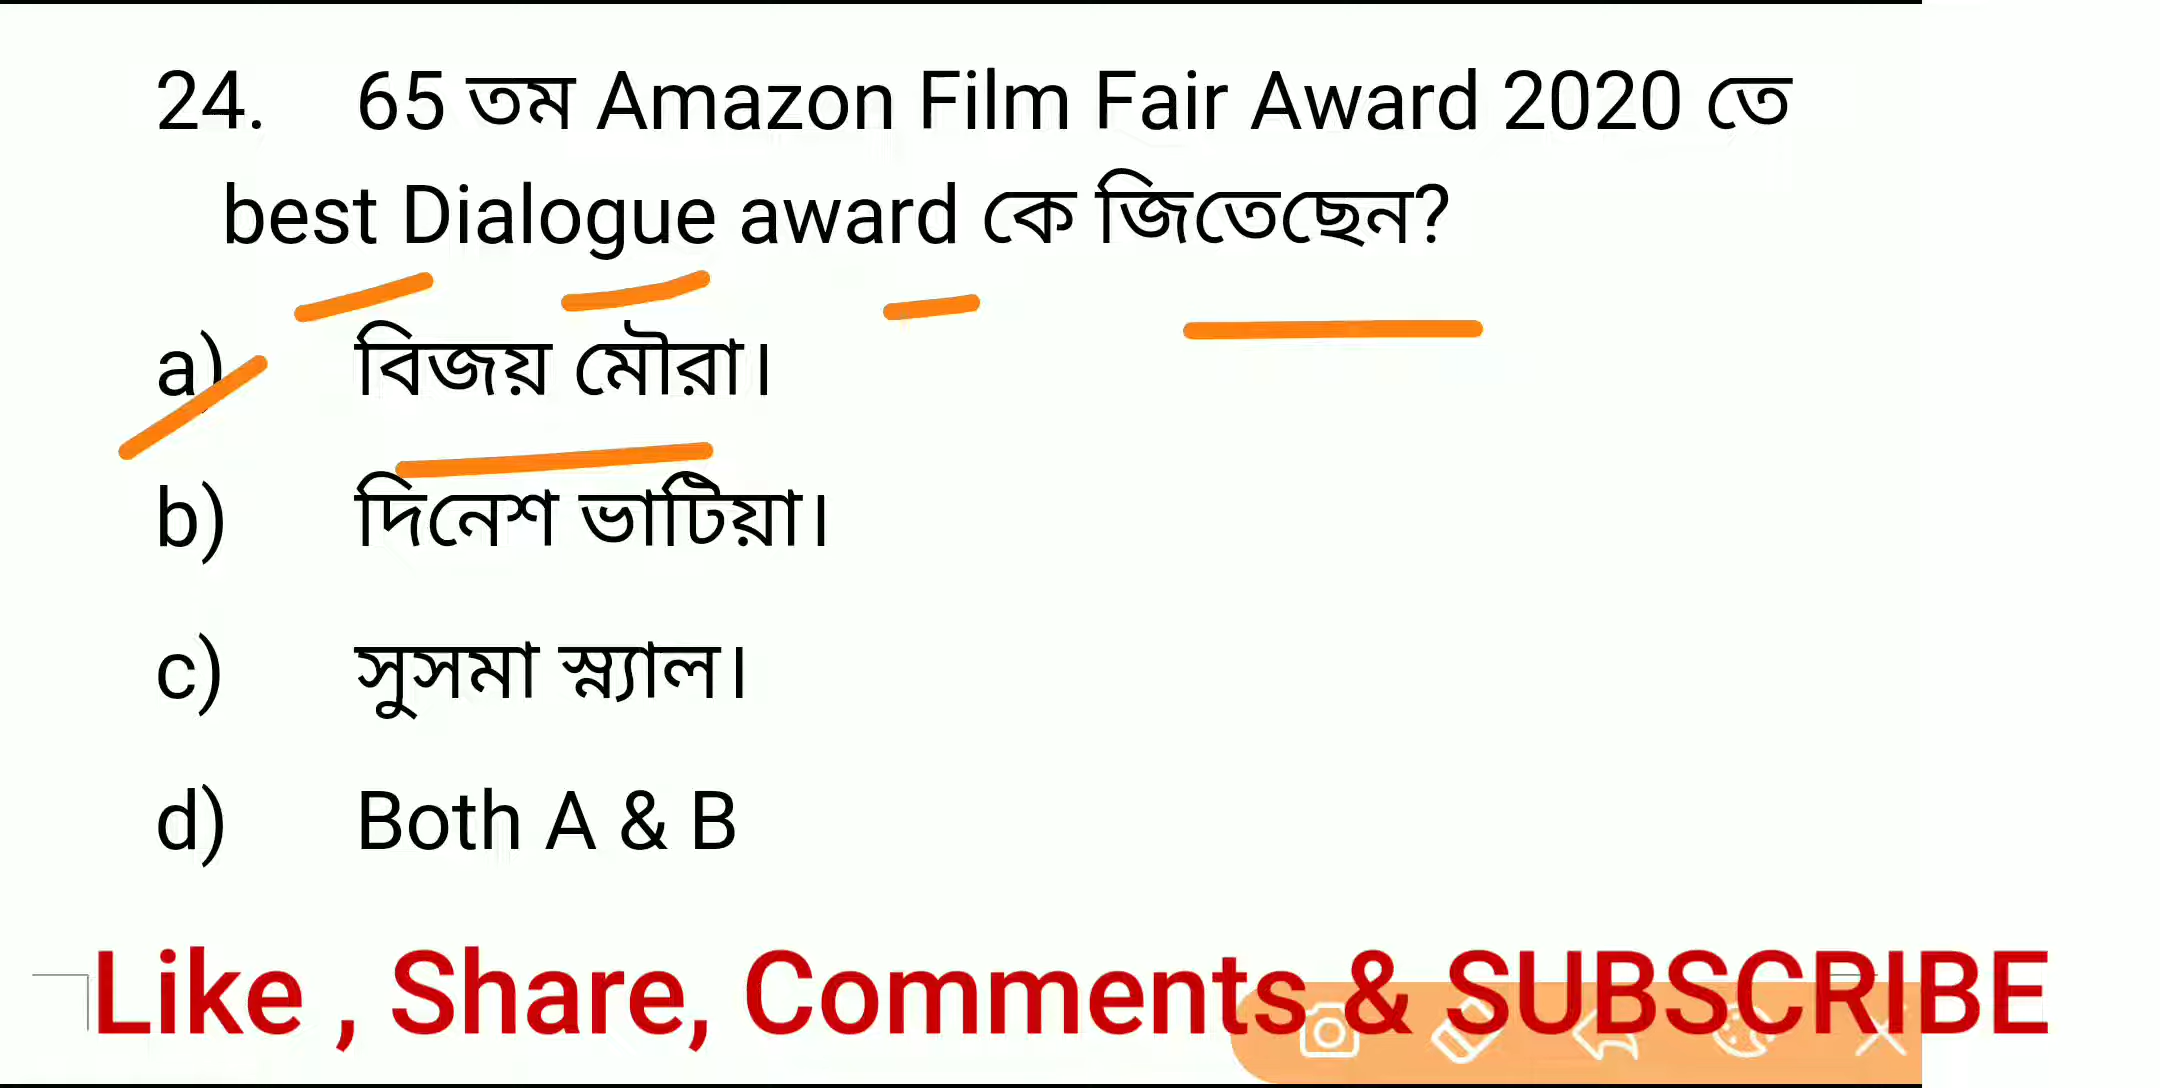 24. 65 তম Amazon Film Fair Award 2020 তে
best Dialogue award কে জিতেছেন?
a) বিজয় মৌরা।
b) দিনেশ ভাটিয়া।
c) সুসমা স্ন্যাল।
d) Both A & B
Like , Share, Comments & SUBSCRIBE